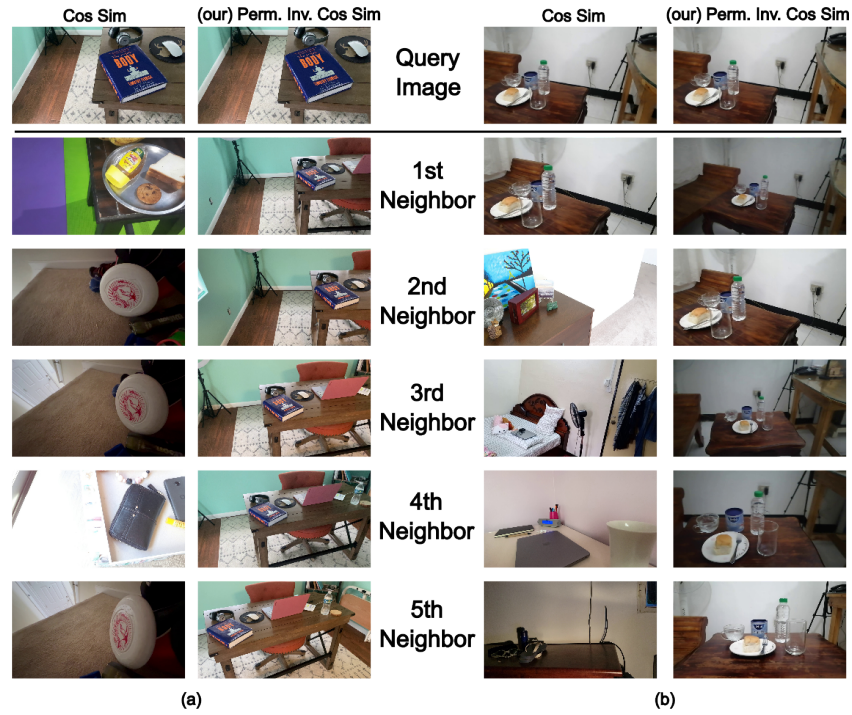 Cos Sim
(our) Perm. Inv. Cos Sim
Cos Sim
(our) Perm. Inv. Cos Sim
Query
Image
BODY
1st
Neighbor
2nd
Neighbor
3rd
Neighbor
4th
Neighbor
5th
Neighbor
(a)
(b)